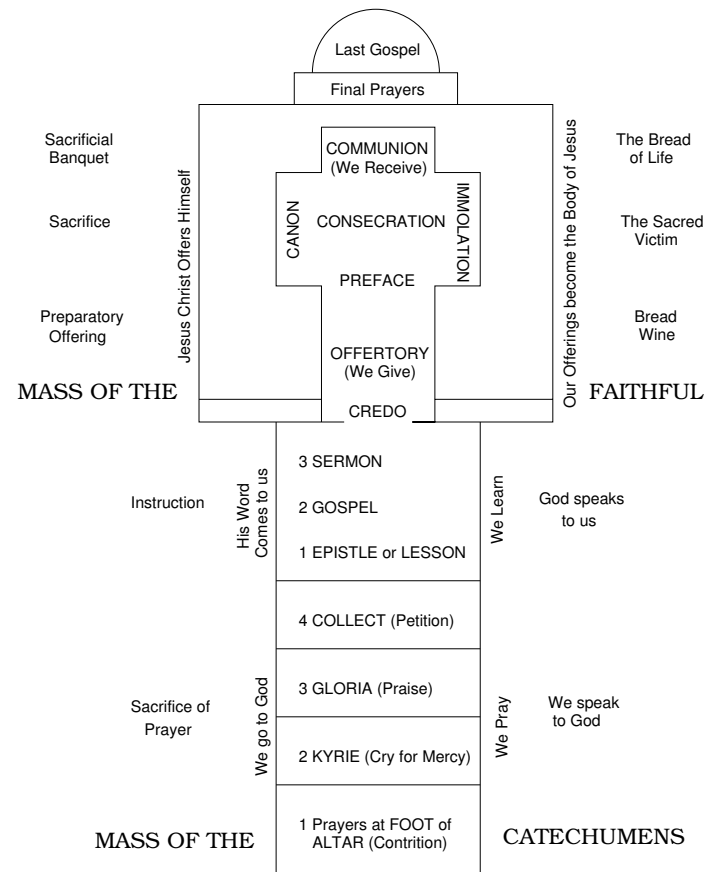 Last Gospel
Final Prayers
Sacrificial
Banquet
Jesus Christ Offers Himself
COMMUNION
(We Receive)
Our Offerings become the Body of Jesus
The Bread
of Life
Sacrifice
CANON
CONSECRATION
IMMOLATION
The Sacred
Victim
PREFACE
Preparatory
Offering
OFFERTORY
(We Give)
Bread
Wine
MASS OF THE
FAITHFUL
CREDO
Instruction
His Word
Comes to us
3 SERMON
2 GOSPEL
1 EPISTLE or LESSON
We Learn
God speaks
to us
4 COLLECT (Petition)
Sacrifice of
Prayer
We go to God
3 GLORIA (Praise)
2 KYRIE (Cry for Mercy)
We Pray
We speak
to God
MASS OF THE
1 Prayers at FOOT of
ALTAR (Contrition)
CATECHUMENS